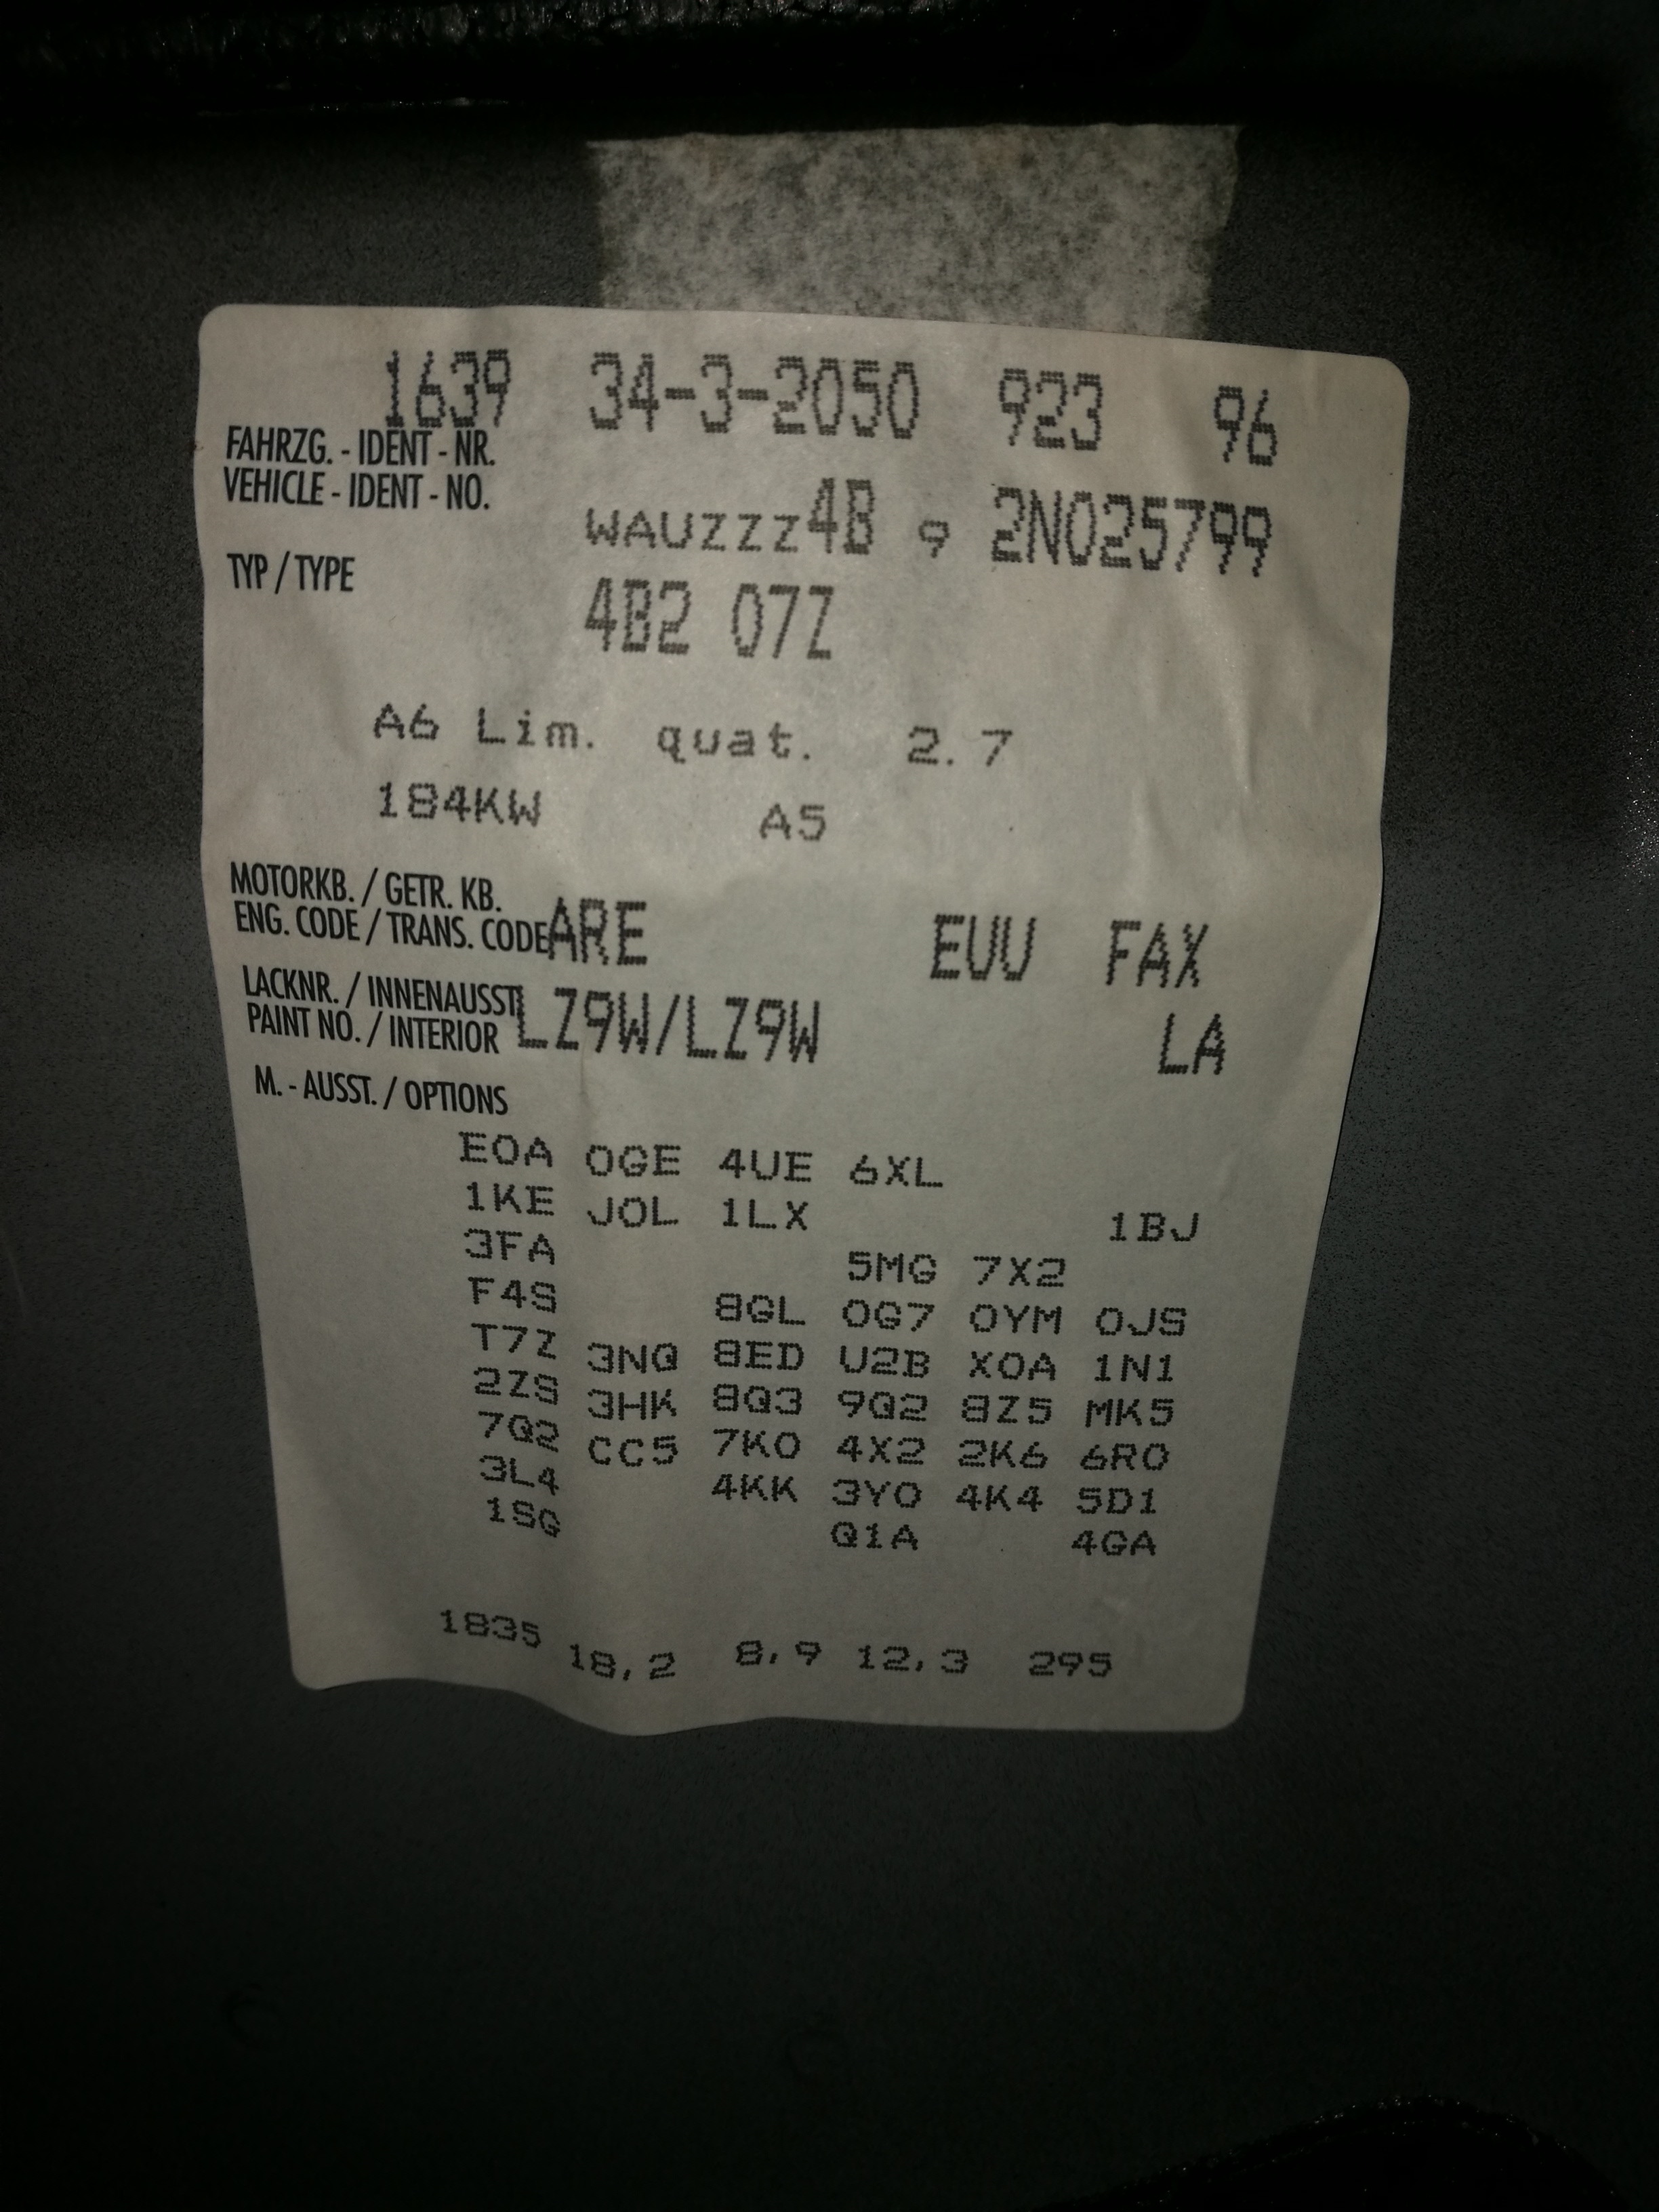 1639 34-3-2050 923 96
FAHRZG. - IDENT - NR.
VEHICLE - IDENT - NO.
WAUZZZ4B 9 2N025799
TYP / TYPE
4B2 07Z
A6 Lim. quat. 2.7
184KW A5
MOTORKB. / GETR. KB.
ENG. CODE / TRANS. CODE ARE EUU FAX
LACKNR. / INNENAUSST.
PAINT NO. / INTERIOR LZ9W/LZ9W LA
M. - AUSST. / OPTIONS
E0A 0GE 4UE 6XL
1KE J0L 1LX 1BJ
3FA 5MG 7X2
F4S 8GL 0G7 0YM 0JS
T7Z 3NQ 8ED U2B X0A 1N1
2ZS 3HK 8Q3 9Q2 8Z5 MK5
7Q2 CC5 7K0 4X2 2K6 6R0
3L4 4KK 3Y0 4K4 5D1
1SG Q1A 4GA
1835 18,2 8,9 12,3 295